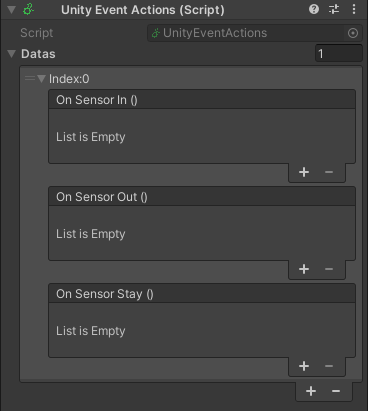 Unity Event Actions (Script)
Script UnityEventActions
Datas 1
Index:0
On Sensor In ()
List is Empty
+ −
On Sensor Out ()
List is Empty
+ −
On Sensor Stay ()
List is Empty
+ −
+ −